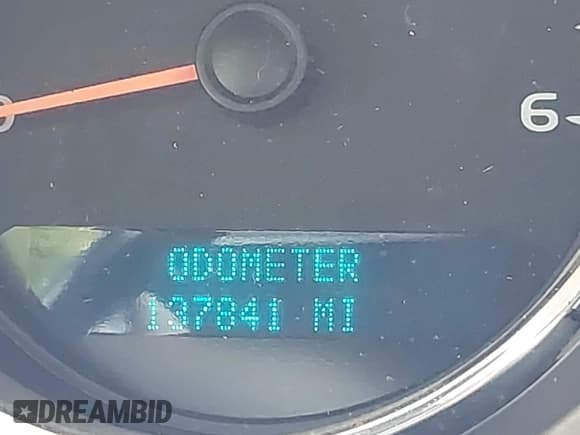 6
ODOMETER
137841 MI
DREAMBID